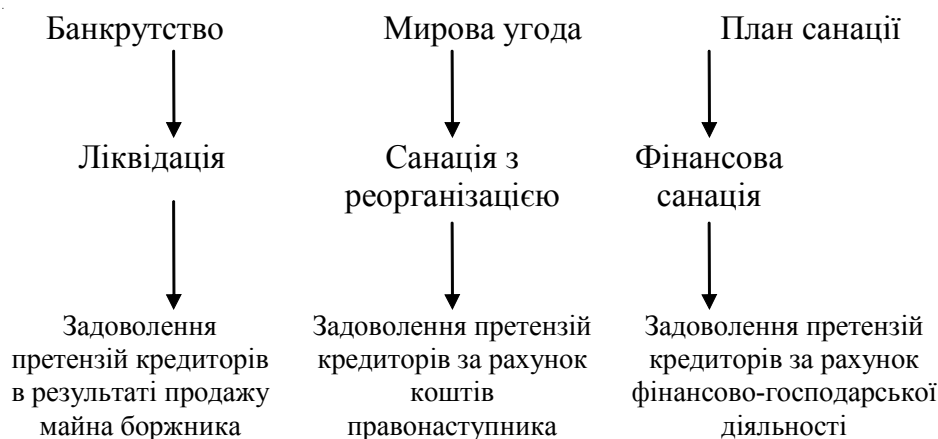 Банкрутство
Мирова угода
План санації
Ліквідація
Санація з
реорганізацією
Фінансова
санація
Задоволення
претензій кредиторів
в результаті продажу
майна боржника
Задоволення претензій
кредиторів за рахунок
коштів
правонаступника
Задоволення претензій
кредиторів за рахунок
фінансово-господарської
діяльності